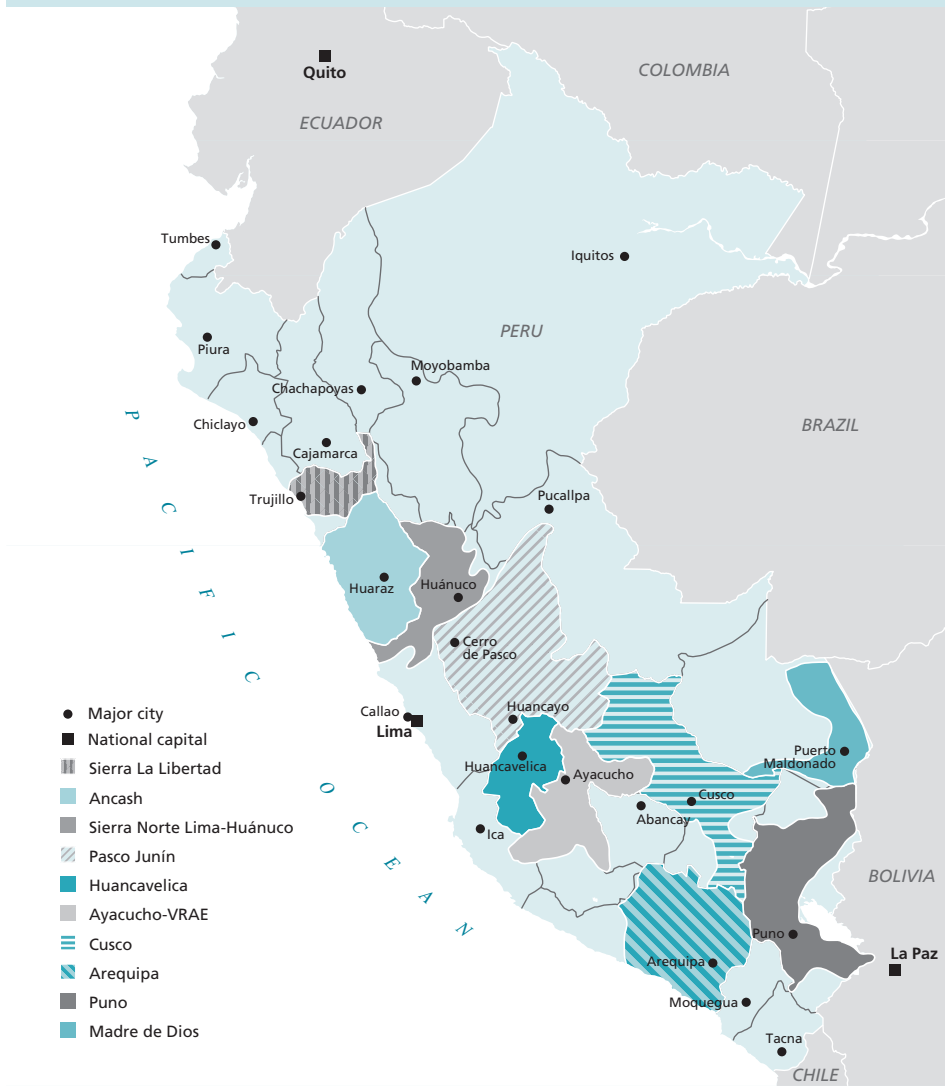 Quito
COLOMBIA
ECUADOR
Tumbes
Iquitos
PERU
Piura
Moyobamba
Chachapoyas
Chiclayo
BRAZIL
Cajamarca
Trujillo
Pucallpa
Huaraz
Huánuco
Cerro
de Pasco
PACIFIC OCEAN
Callao
Lima
Huancayo
Huancavelica
Ayacucho
Puerto
Maldonado
Cusco
Abancay
Ica
BOLIVIA
Puno
La Paz
Arequipa
Moquegua
Tacna
CHILE
Major city
National capital
Sierra La Libertad
Ancash
Sierra Norte Lima-Huánuco
Pasco Junín
Huancavelica
Ayacucho-VRAE
Cusco
Arequipa
Puno
Madre de Dios